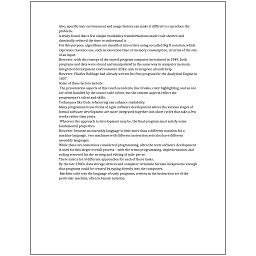 Also, specific user environment and usage history can make it difficult to reproduce the
problem.
A study found that a few simple readability transformations made code shorter and
drastically reduced the time to understand it.
For this purpose, algorithms are classified into orders using so-called Big O notation, which
expresses resource use, such as execution time or memory consumption, in terms of the size
of an input.
However, with the concept of the stored-program computer introduced in 1949, both
programs and data were stored and manipulated in the same way in computer memory.
Integrated development environments (IDEs) aim to integrate all such help.
However, Charles Babbage had already written his first program for the Analytical Engine in
1837.
Some of these factors include:
The presentation aspects of this (such as indents, line breaks, color highlighting, and so on)
are often handled by the source code editor, but the content aspects reflect the
programmer's talent and skills.
Techniques like Code refactoring can enhance readability.
Many programmers use forms of Agile software development where the various stages of
formal software development are more integrated together into short cycles that take a few
weeks rather than years.
Whatever the approach to development may be, the final program must satisfy some
fundamental properties.
However, because an assembly language is little more than a different notation for a
machine language, two machines with different instruction sets also have different
assembly languages.
While these are sometimes considered programming, often the term software development
is used for this larger overall process – with the terms programming, implementation, and
coding reserved for the writing and editing of code per se.
There exist a lot of different approaches for each of those tasks.
By the late 1960s, data storage devices and computer terminals became inexpensive enough
that programs could be created by typing directly into the computers.
Machine code was the language of early programs, written in the instruction set of the
particular machine, often in binary notation.